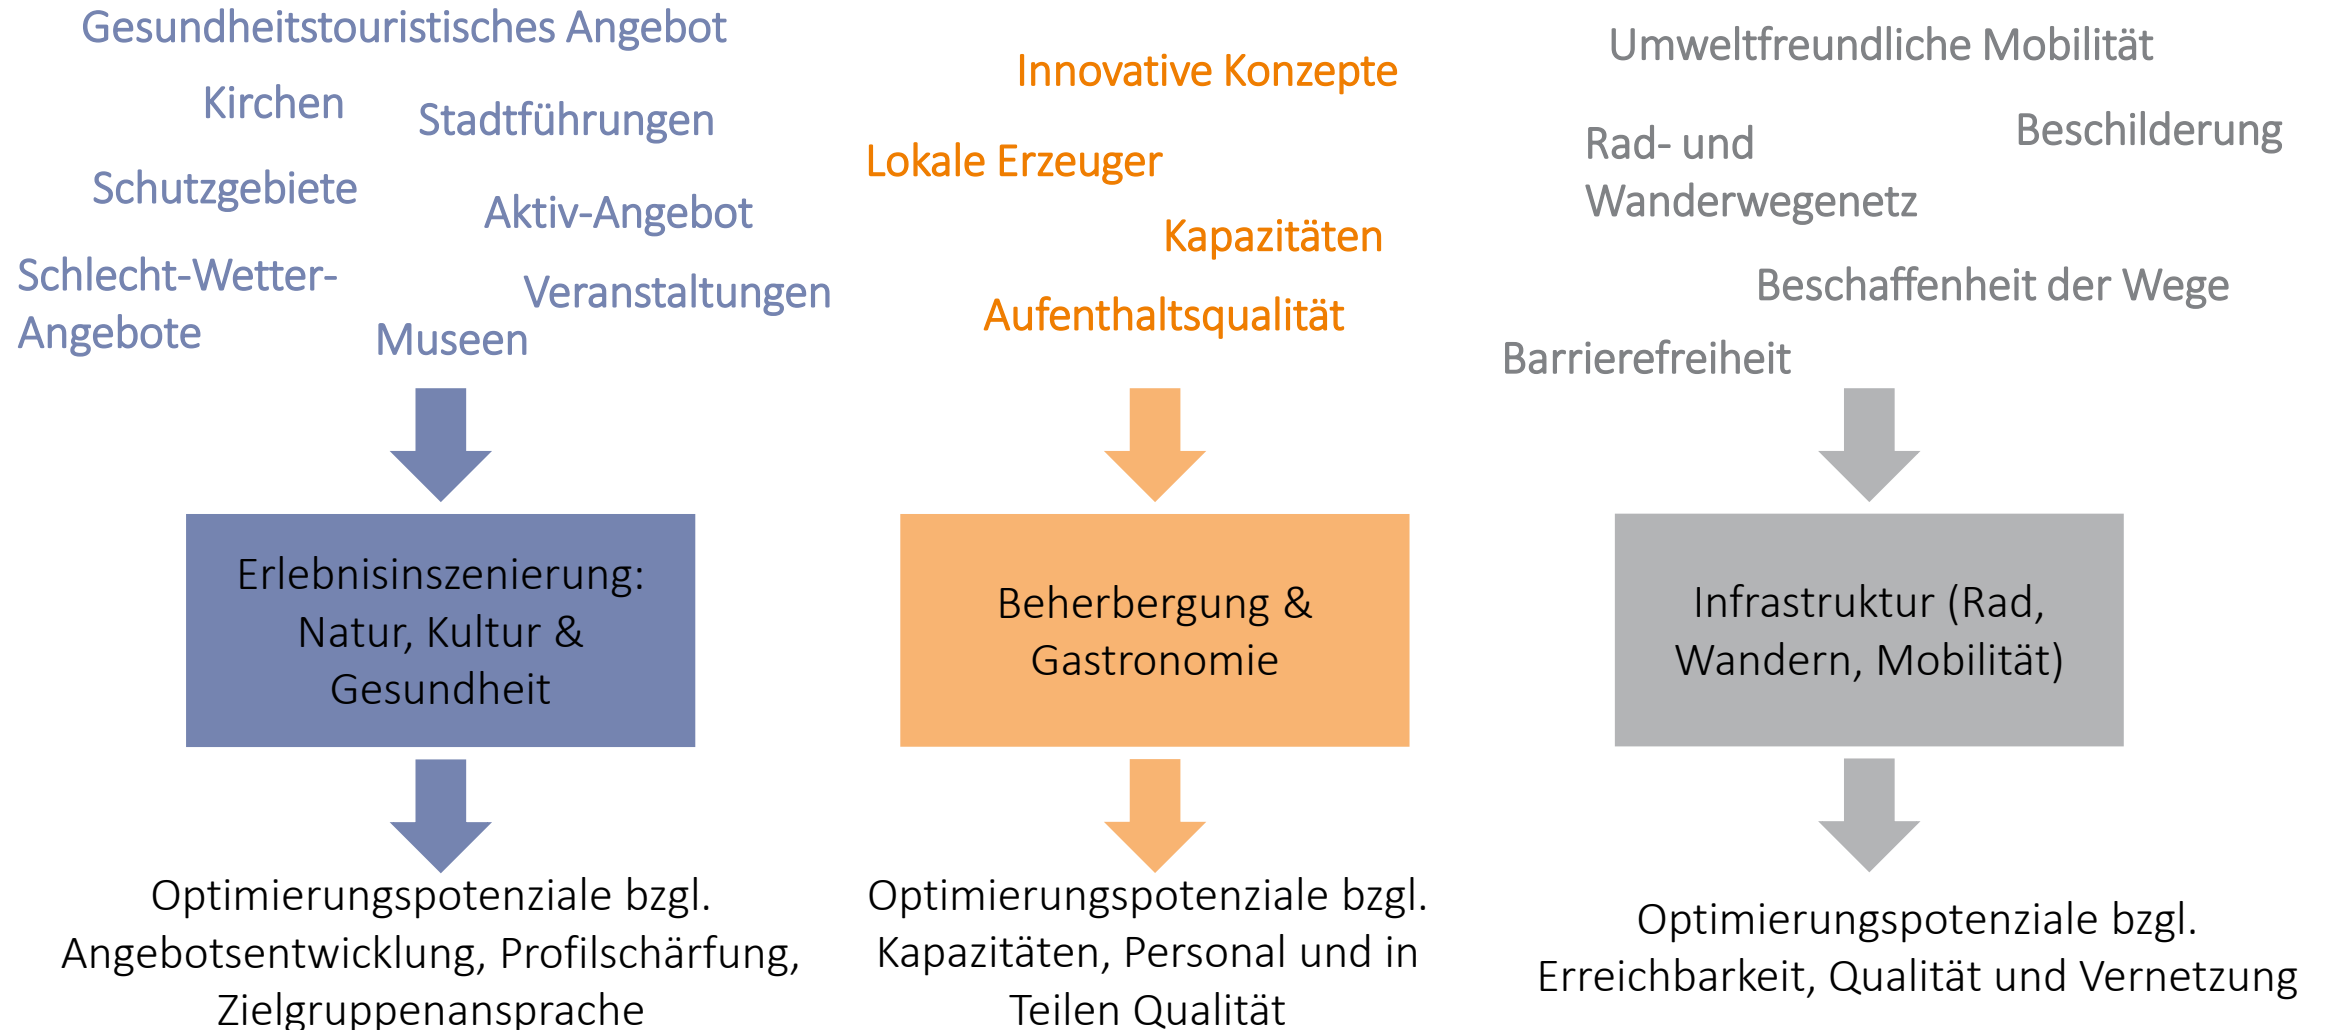 Gesundheitstouristisches Angebot
Kirchen
Stadtführungen
Schutzgebiete
Aktiv-Angebot
Schlecht-Wetter-
Angebote
Veranstaltungen
Museen
Innovative Konzepte
Lokale Erzeuger
Kapazitäten
Aufenthaltsqualität
Umweltfreundliche Mobilität
Beschilderung
Rad- und
Wanderwegenetz
Beschaffenheit der Wege
Barrierefreiheit
Erlebnisinszenierung:
Natur, Kultur &
Gesundheit
Beherbergung &
Gastronomie
Infrastruktur (Rad,
Wandern, Mobilität)
Optimierungspotenziale bzgl.
Angebotsentwicklung, Profilschärfung,
Zielgruppenansprache
Optimierungspotenziale bzgl.
Kapazitäten, Personal und in
Teilen Qualität
Optimierungspotenziale bzgl.
Erreichbarkeit, Qualität und Vernetzung